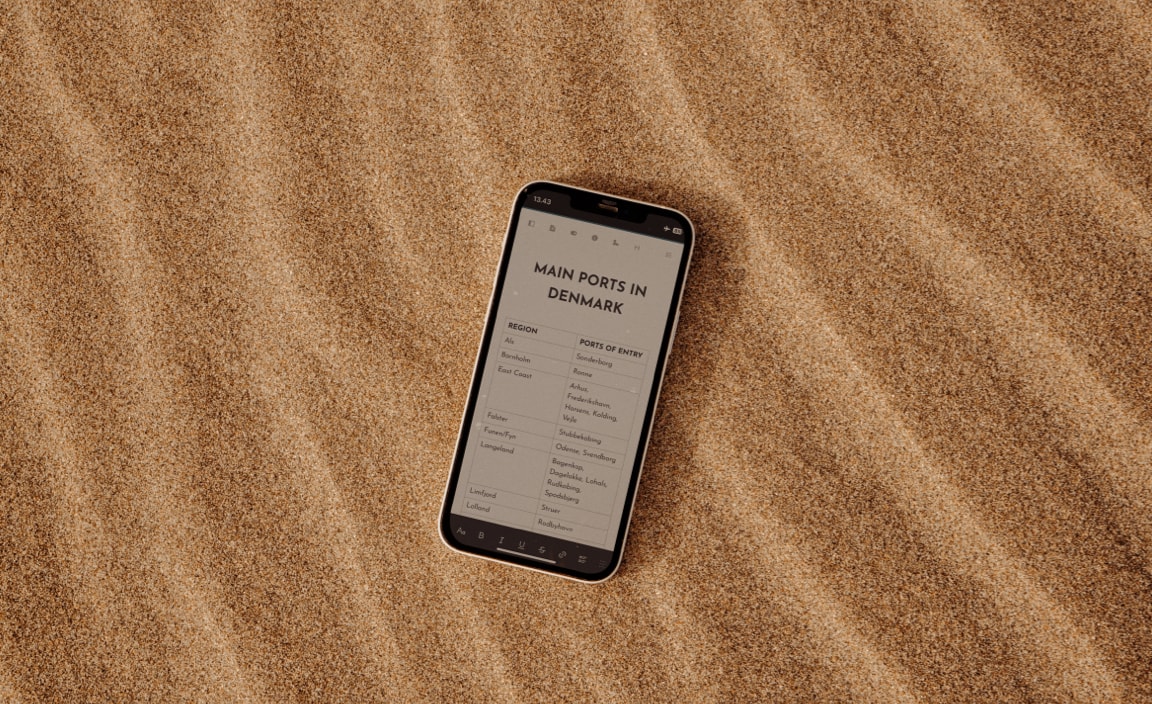 13.43
MAIN PORTS IN
DENMARK
REGION PORTS OF ENTRY
Als Sonderborg
Bornholm Ronne
East Coast Arhus,
Frederikshavn,
Horsens, Kolding,
Vejle
Falster Stubbekobing
Funen/Fyn Odense, Svendborg
Langeland Bagenkop,
Dageløkke, Lohals,
Rudkobing,
Spodsbjerg
Limfjord Struer
Lolland Rodbyhavn
Aa B I U S